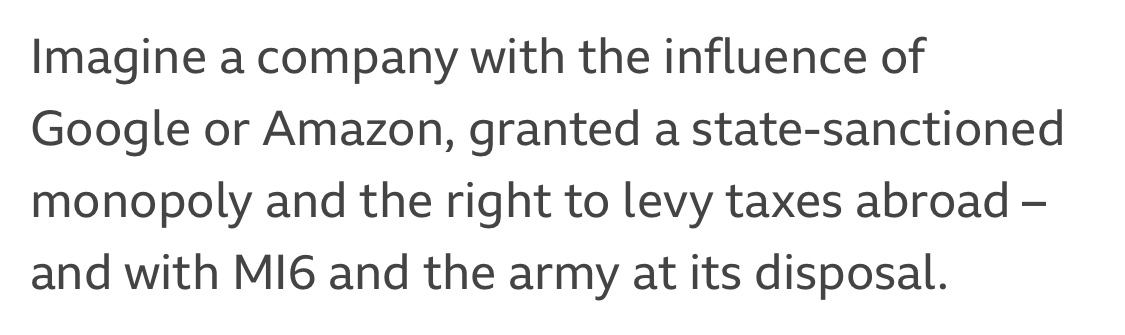 Imagine a company with the influence of
Google or Amazon, granted a state-sanctioned
monopoly and the right to levy taxes abroad –
and with MI6 and the army at its disposal.